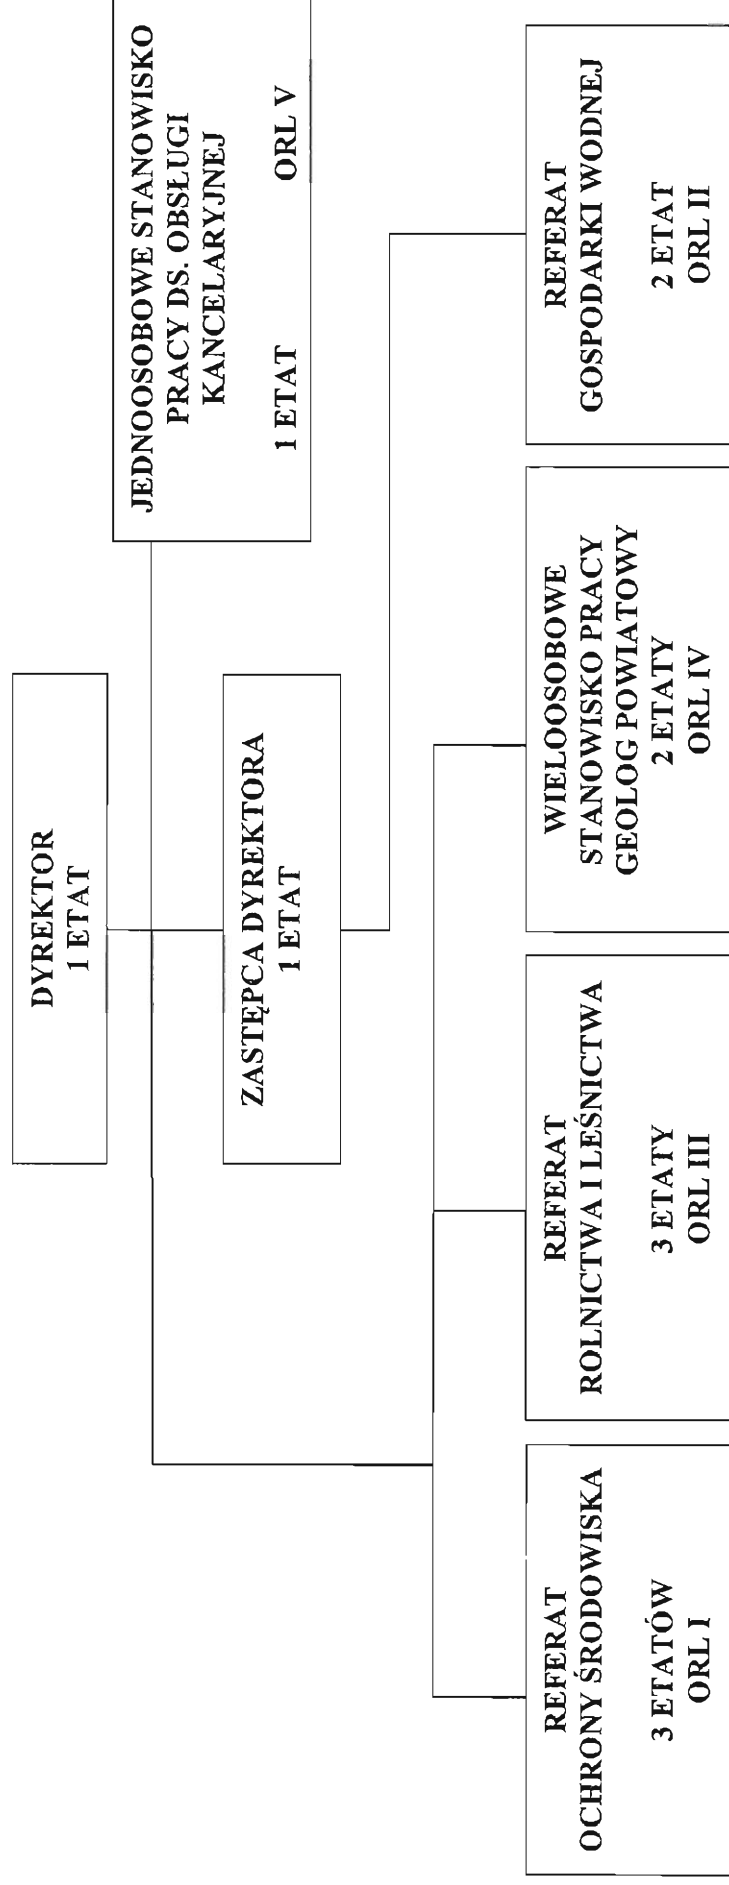 DYREKTOR
1 ETAT
JEDNOOSOBOWE STANOWISKO
PRACY DS. OBSŁUGI
KANCELARYJNEJ
1 ETAT ORL V
ZASTĘPCA DYREKTORA
1 ETAT
REFERAT
OCHRONY ŚRODOWISKA
3 ETATÓW
ORL I
REFERAT
ROLNICTWA I LEŚNICTWA
3 ETATY
ORL III
WIELOOSOBOWE
STANOWISKO PRACY
GEOLOG POWIATOWY
2 ETATY
ORL IV
REFERAT
GOSPODARKI WODNEJ
2 ETAT
ORL II